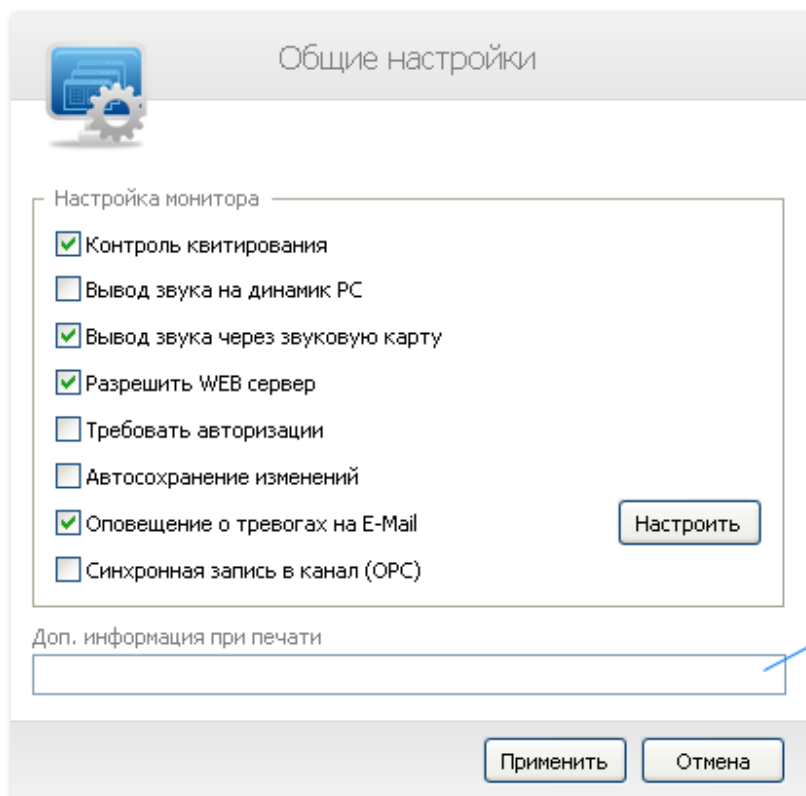 Общие настройки
Настройка монитора
Контроль квитирования
Вывод звука на динамик PC
Вывод звука через звуковую карту
Разрешить WEB сервер
Требовать авторизации
Автосохранение изменений
Оповещение о тревогах на E-Mail
Настроить
Синхронная запись в канал (OPC)
Доп. информация при печати
Применить
Отмена